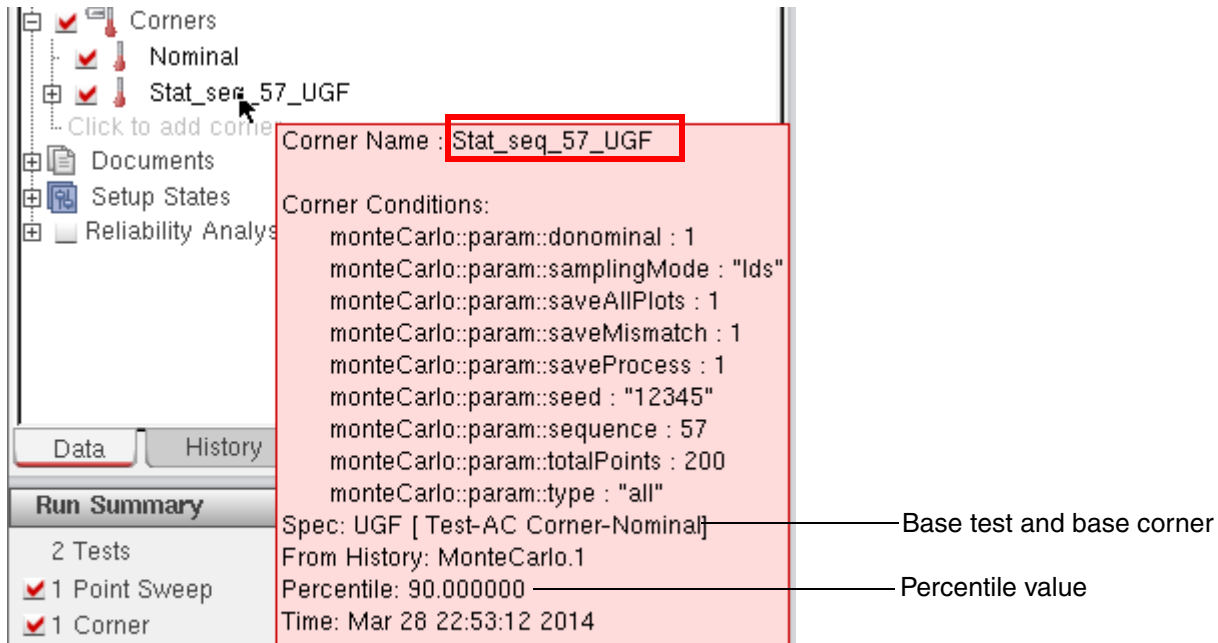 Corners
Nominal
Stat_seq_57_UGF
Click to add corne
Documents
Setup States
Reliability Analys
Corner Name : Stat_seq_57_UGF
Corner Conditions:
monteCarlo::param::donominal : 1
monteCarlo::param::samplingMode : "lds"
monteCarlo::param::saveAllPlots : 1
monteCarlo::param::saveMismatch : 1
monteCarlo::param::saveProcess : 1
monteCarlo::param::seed : "12345"
monteCarlo::param::sequence : 57
monteCarlo::param::totalPoints : 200
monteCarlo::param::type : "all"
Spec: UGF [ Test-AC Corner-Nominal]
From History: MonteCarlo.1
Percentile: 90.000000
Time: Mar 28 22:53:12 2014
Base test and base corner
Percentile value
Data
History
Run Summary
2 Tests
1 Point Sweep
1 Corner